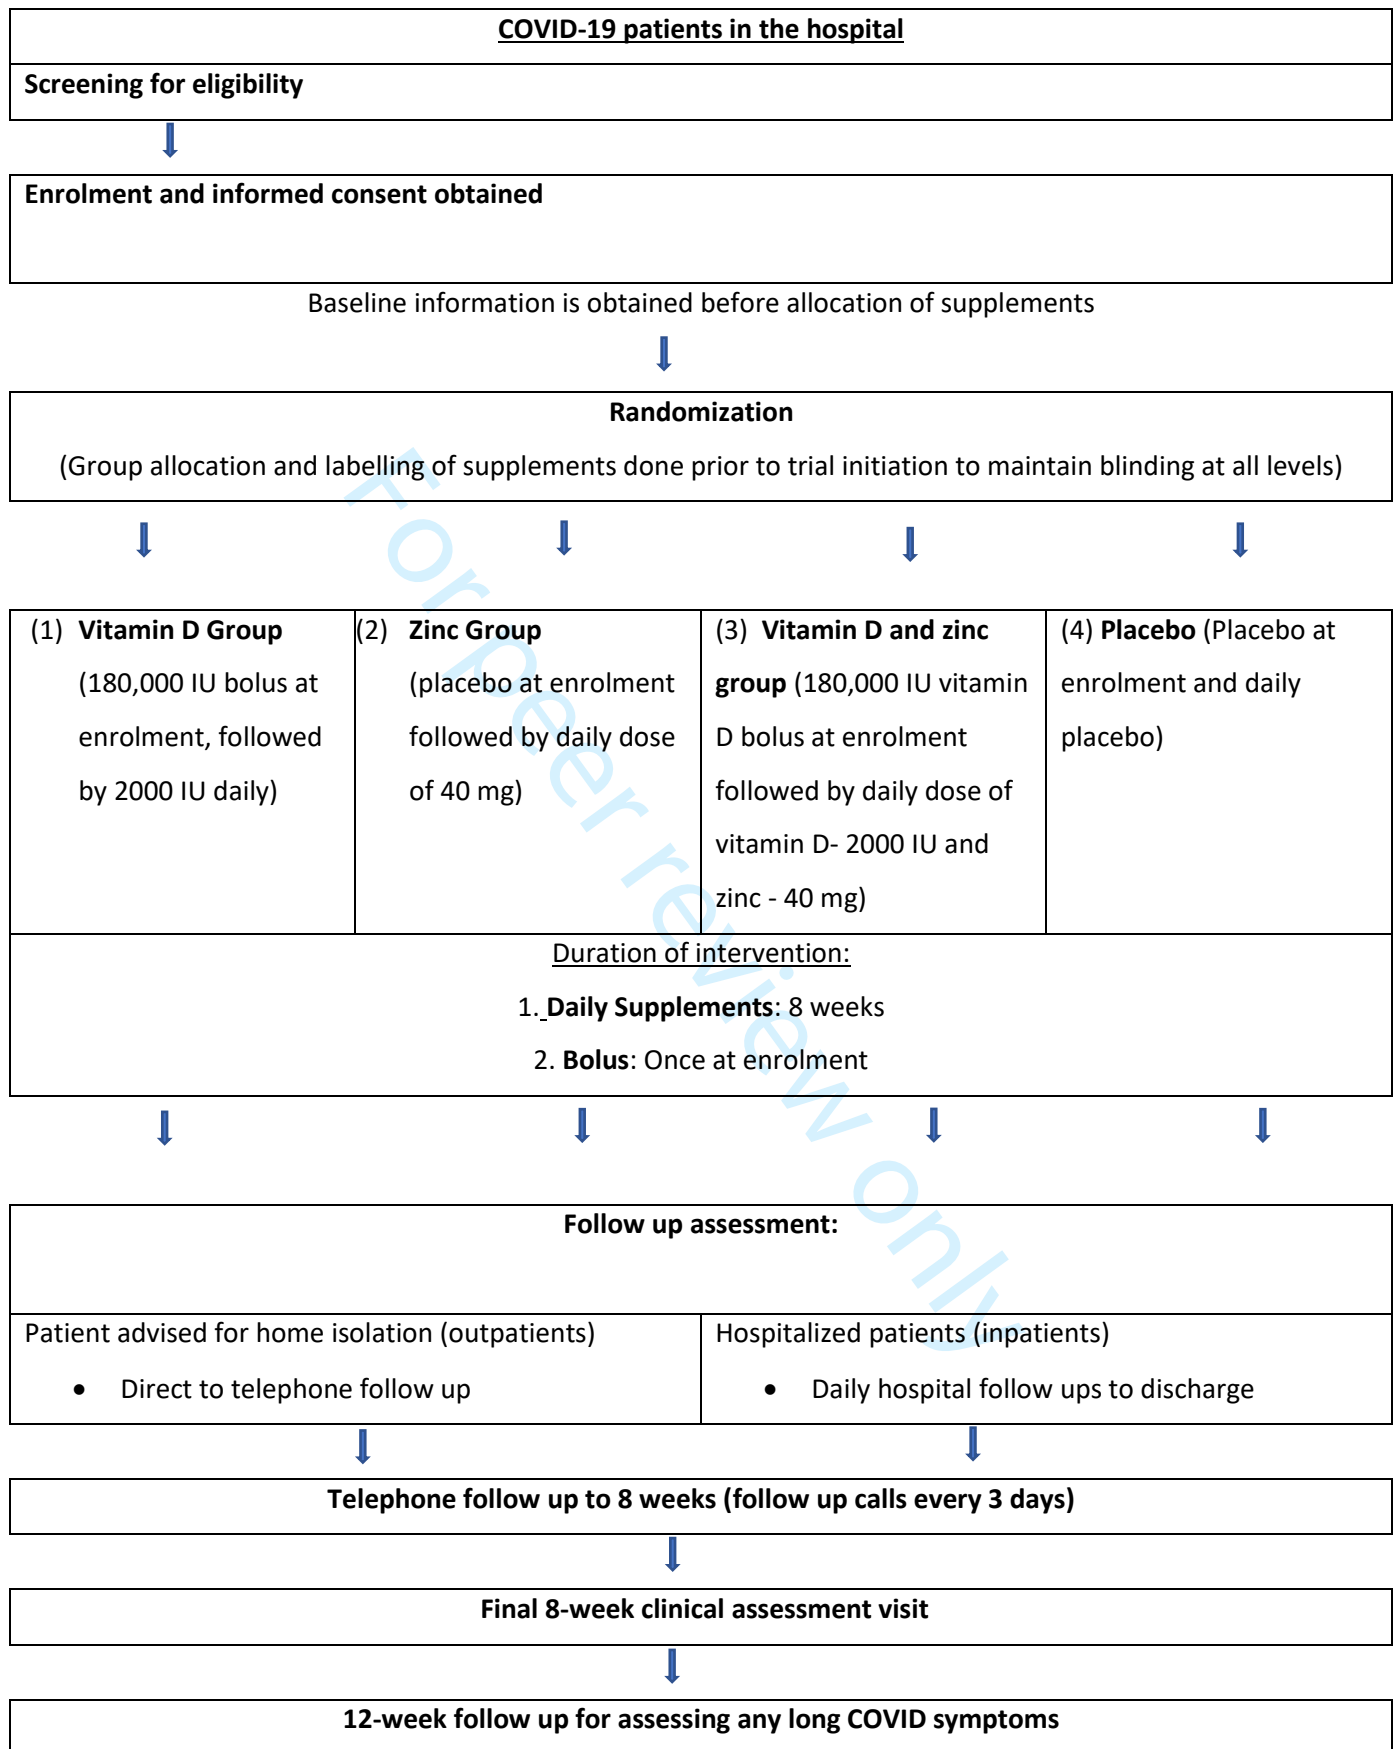 COVID-19 patients in the hospital
Screening for eligibility
Enrolment and informed consent obtained
Baseline information is obtained before allocation of supplements
Randomization
(Group allocation and labelling of supplements done prior to trial initiation to maintain blinding at all levels)
(1) Vitamin D Group
(180,000 IU bolus at
enrolment, followed
by 2000 IU daily)
(2) Zinc Group
(placebo at enrolment
followed by daily dose
of 40 mg)
(3) Vitamin D and zinc
group (180,000 IU vitamin
D bolus at enrolment
followed by daily dose of
vitamin D- 2000 IU and
zinc - 40 mg)
(4) Placebo (Placebo at
enrolment and daily
placebo)
Duration of intervention:
1. Daily Supplements: 8 weeks
2. Bolus: Once at enrolment
Follow up assessment:
Patient advised for home isolation (outpatients)
• Direct to telephone follow up
Hospitalized patients (inpatients)
• Daily hospital follow ups to discharge
Telephone follow up to 8 weeks (follow up calls every 3 days)
Final 8-week clinical assessment visit
12-week follow up for assessing any long COVID symptoms
For peer review only